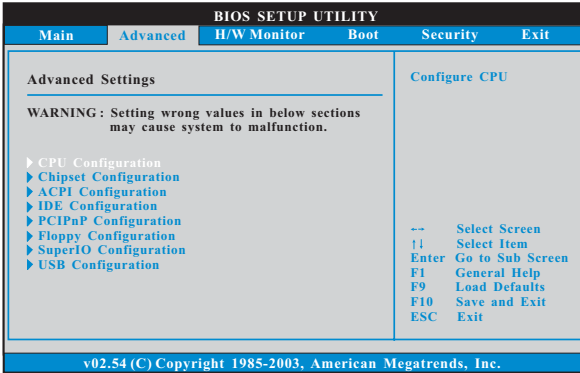 BIOS SETUP UTILITY
Main Advanced H/W Monitor Boot Security Exit
Advanced Settings
WARNING : Setting wrong values in below sections
may cause system to malfunction.
CPU Configuration
Chipset Configuration
ACPI Configuration
IDE Configuration
PCIPnP Configuration
Floppy Configuration
SuperIO Configuration
USB Configuration
Configure CPU
←→ Select Screen
↑↓ Select Item
Enter Go to Sub Screen
F1 General Help
F9 Load Defaults
F10 Save and Exit
ESC Exit
v02.54 (C) Copyright 1985-2003, American Megatrends, Inc.